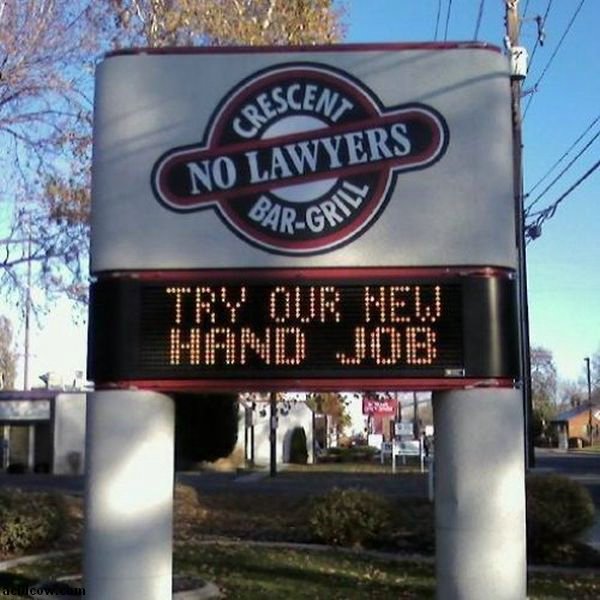 CRESCENT
NO LAWYERS
BAR-GRILL
TRY OUR NEW
HAND JOB